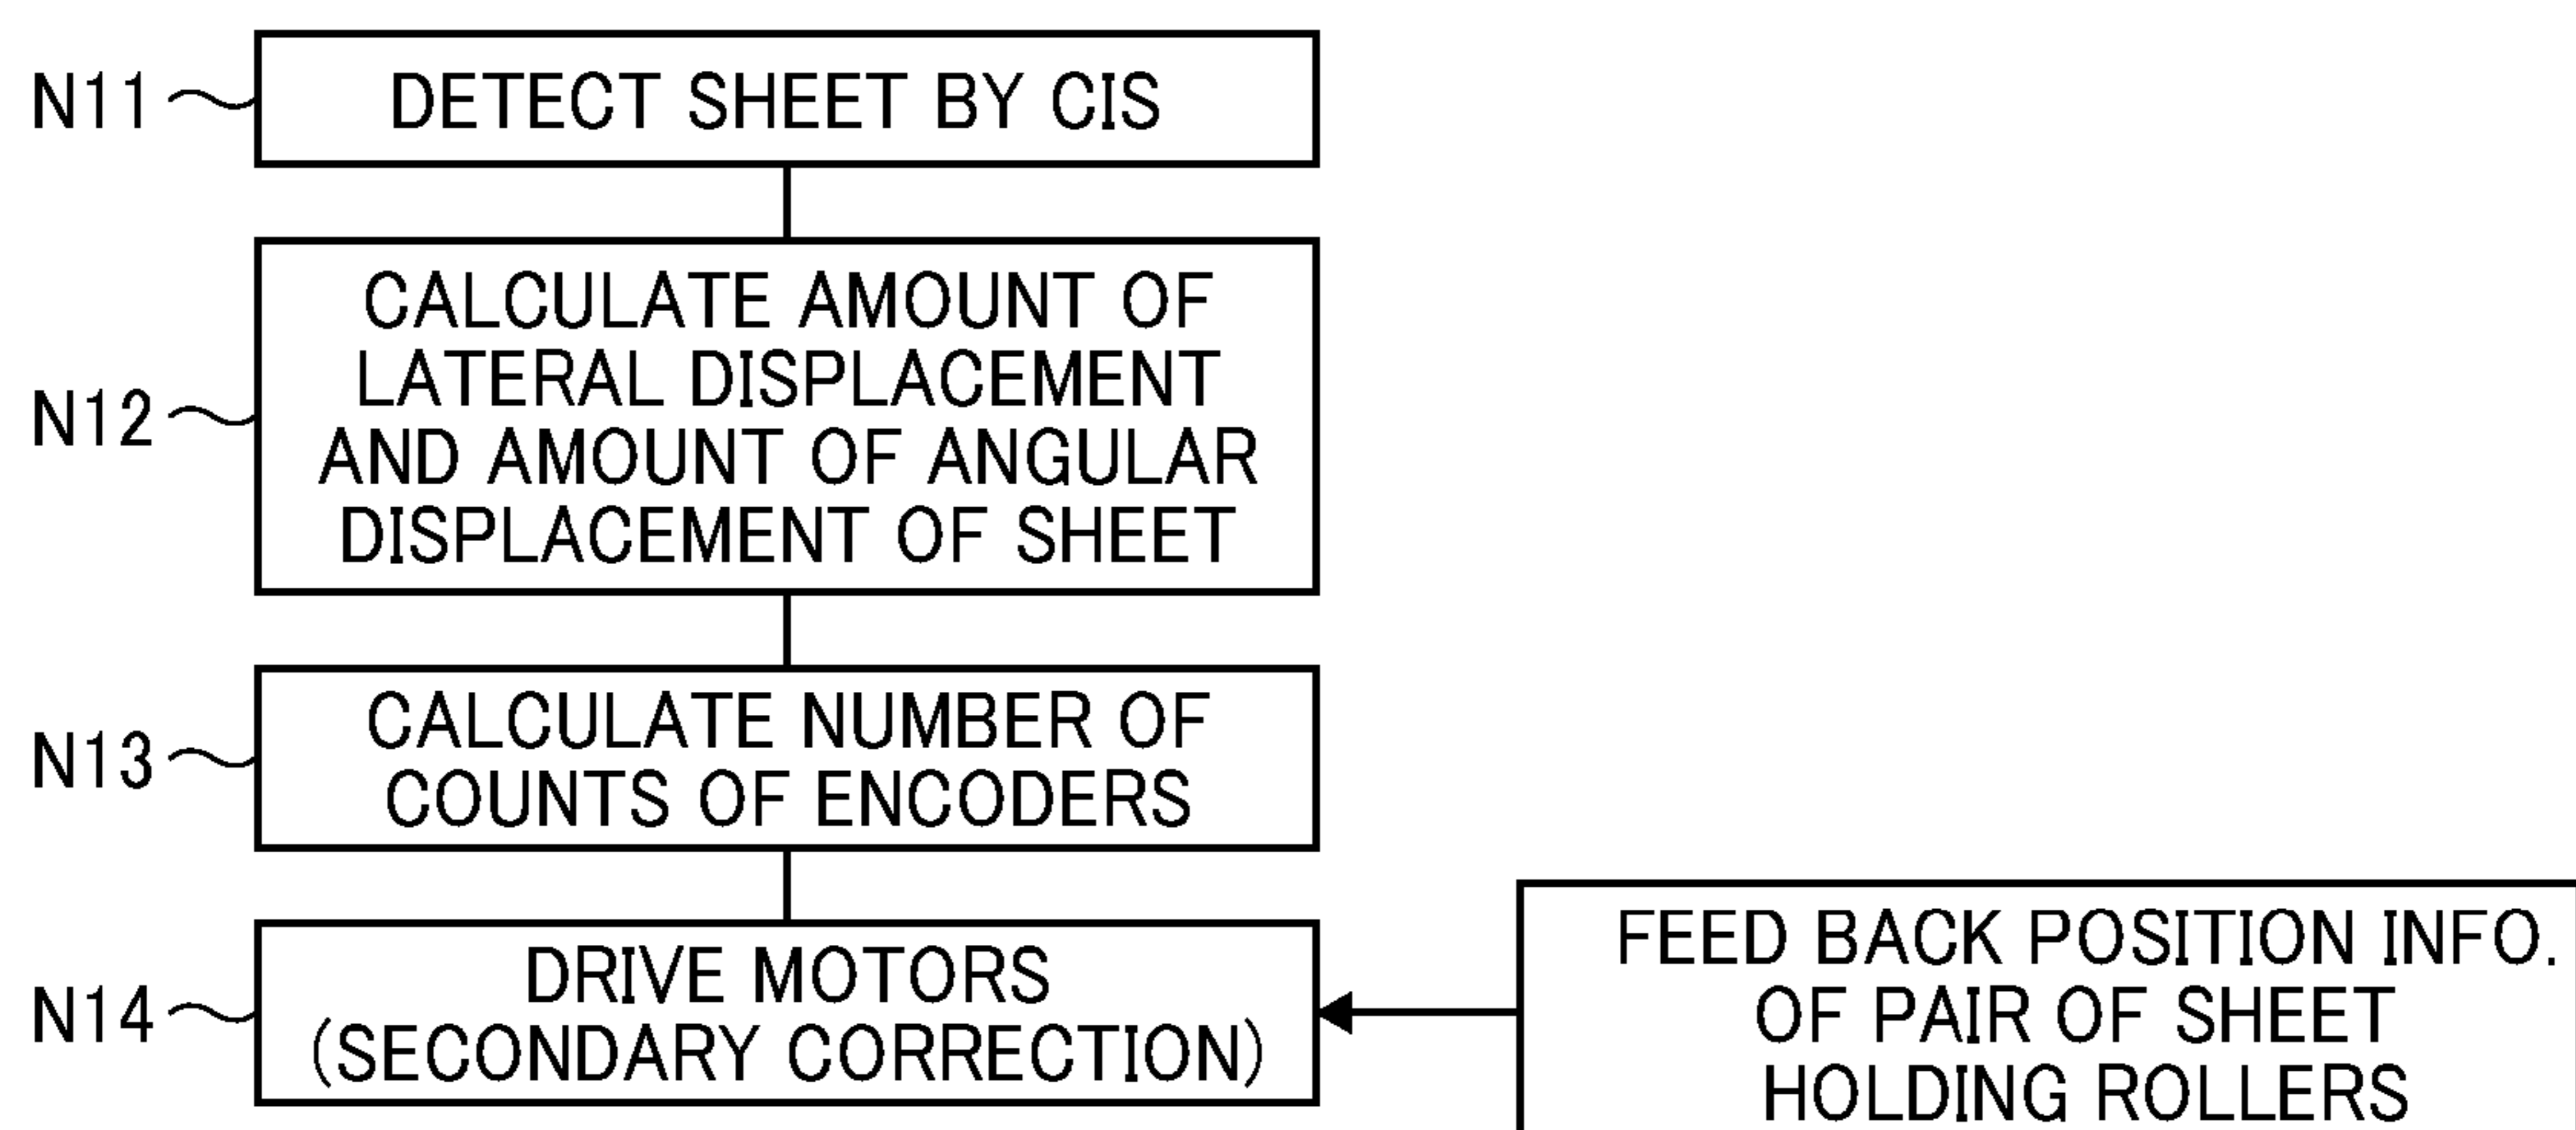 N11
DETECT SHEET BY CIS
N12
CALCULATE AMOUNT OF
LATERAL DISPLACEMENT
AND AMOUNT OF ANGULAR
DISPLACEMENT OF SHEET
N13
CALCULATE NUMBER OF
COUNTS OF ENCODERS
N14
DRIVE MOTORS
(SECONDARY CORRECTION)
FEED BACK POSITION INFO.
OF PAIR OF SHEET
HOLDING ROLLERS